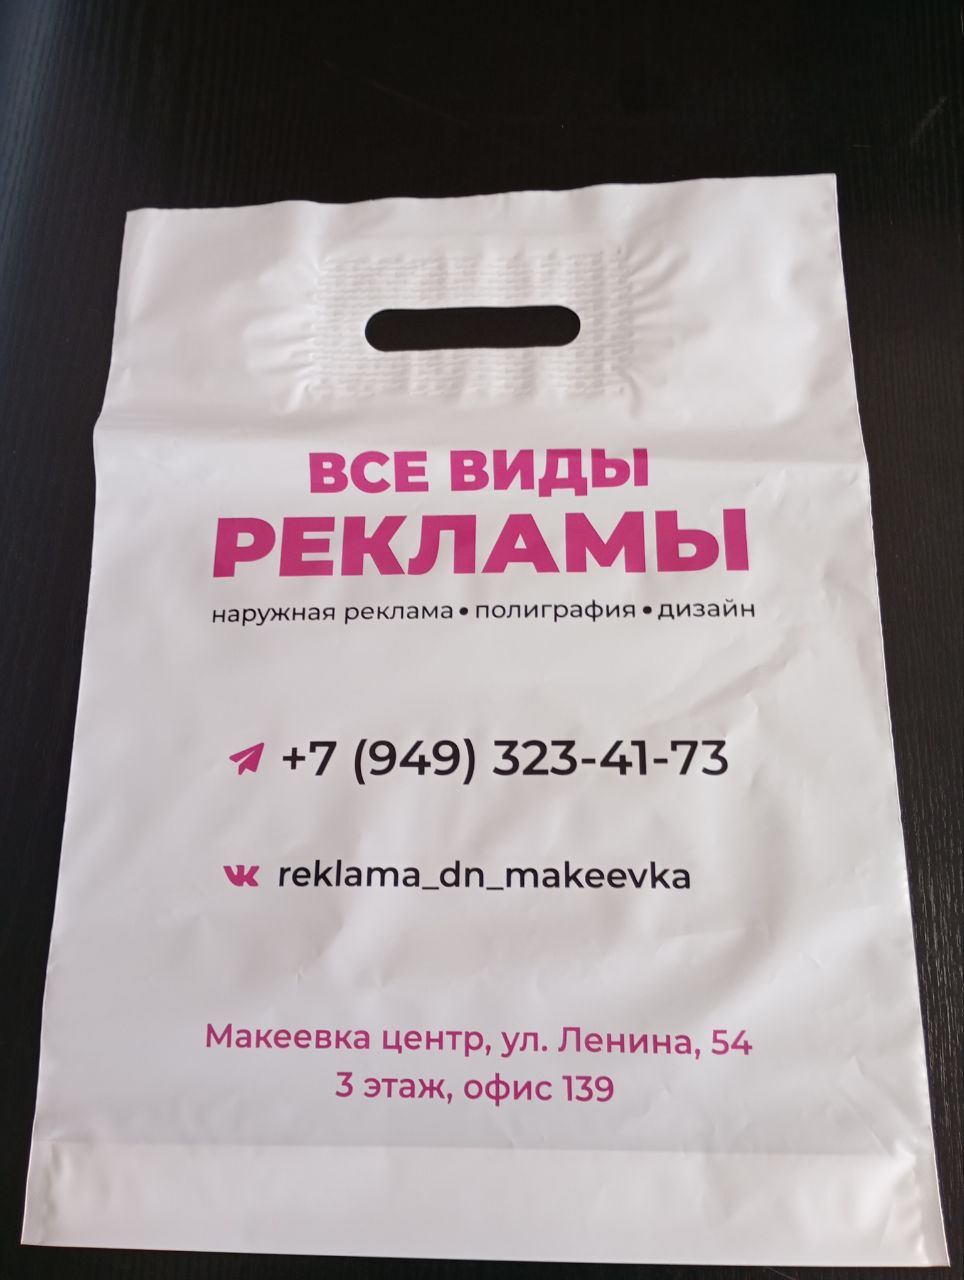 ВСЕ ВИДЫ
РЕКЛАМЫ
наружная реклама • полиграфия • дизайн
+7 (949) 323-41-73
reklama_dn_makeevka
Макеевка центр, ул. Ленина, 54
3 этаж, офис 139